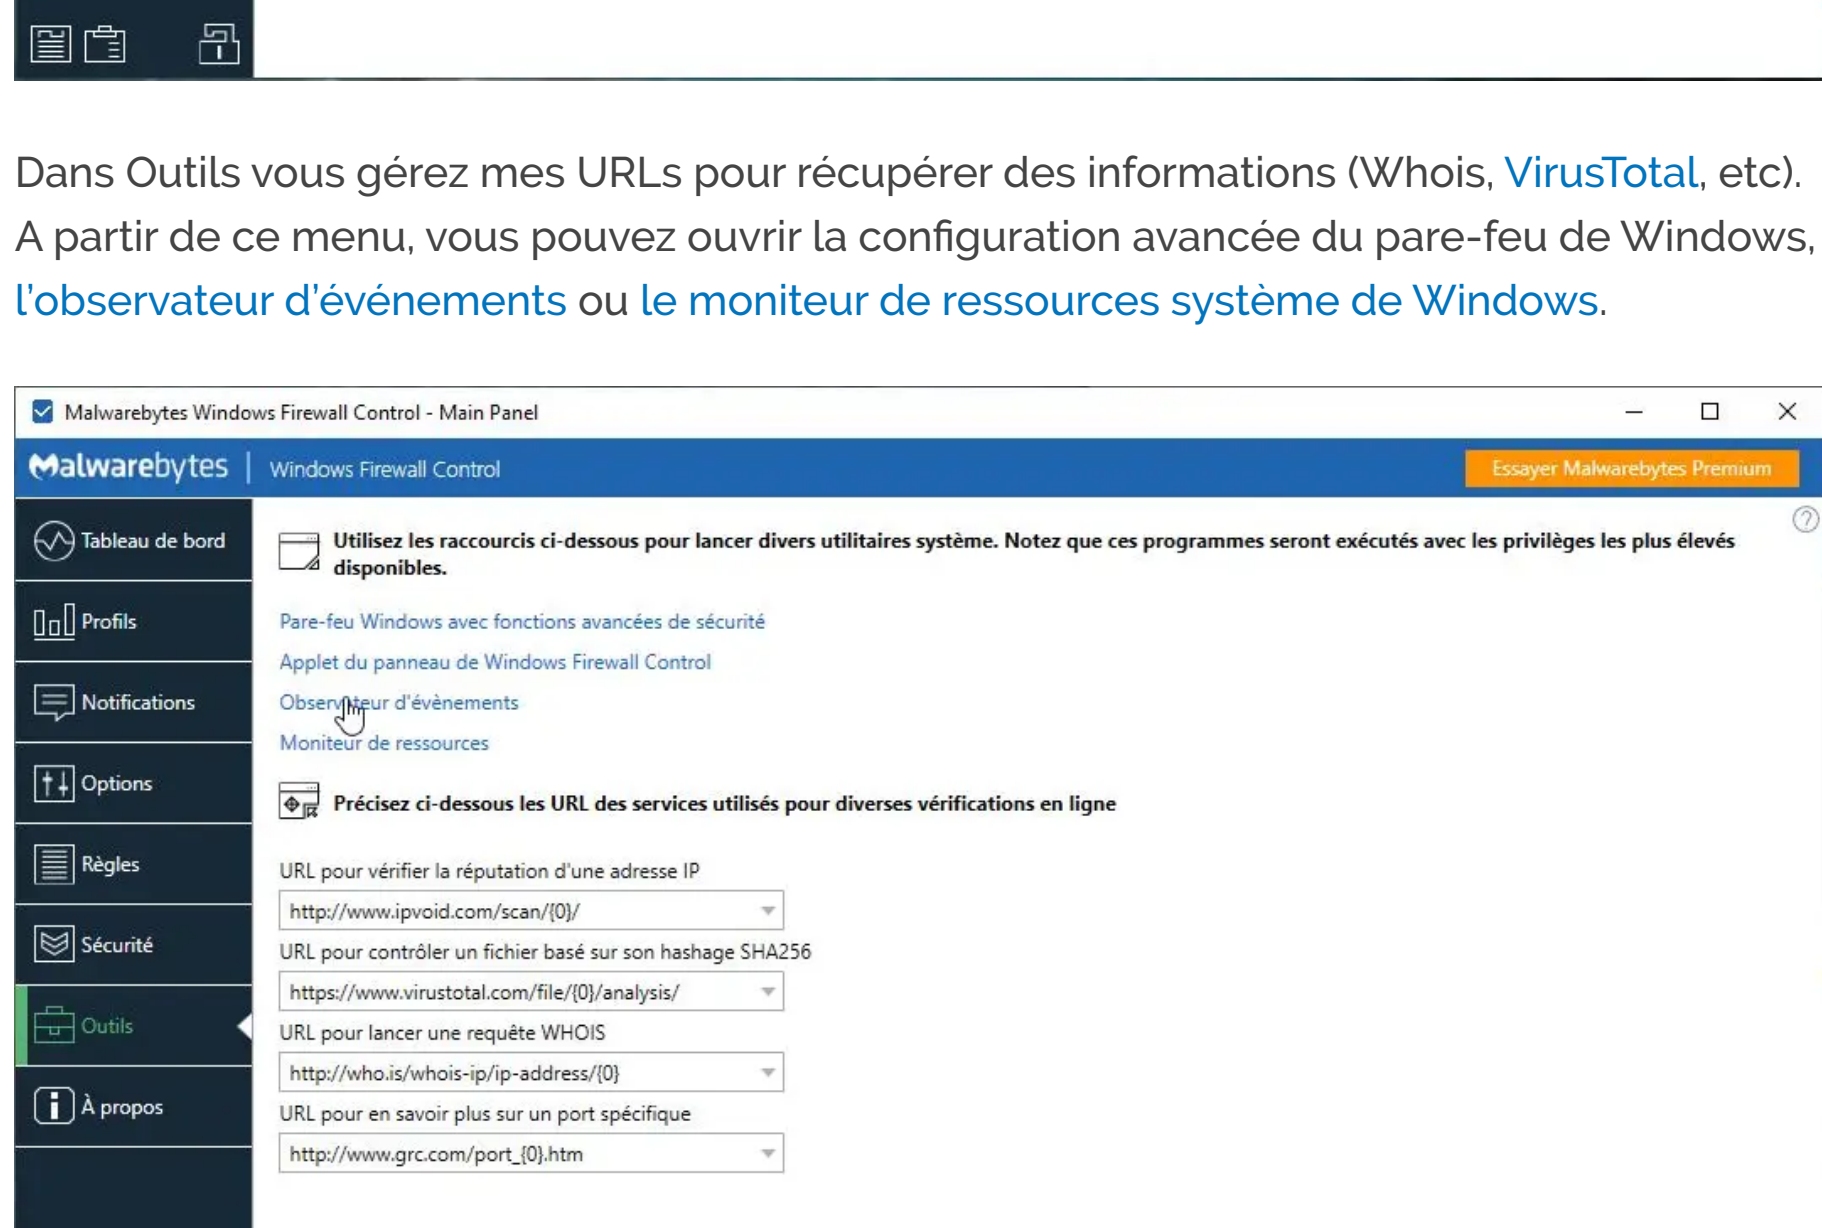 Dans Outils vous gérez mes URLs pour récupérer des informations (Whois, VirusTotal, etc).
A partir de ce menu, vous pouvez ouvrir la configuration avancée du pare-feu de Windows,
l'observateur d'événements ou le moniteur de ressources système de Windows.
Malwarebytes Windows Firewall Control - Main Panel
Malwarebytes | Windows Firewall Control
Essayer Malwarebytes Premium
Tableau de bord
Profils
Notifications
Options
Règles
Sécurité
Outils
À propos
Utilisez les raccourcis ci-dessous pour lancer divers utilitaires système. Notez que ces programmes seront exécutés avec les privilèges les plus élevés
disponibles.
Pare-feu Windows avec fonctions avancées de sécurité
Applet du panneau de Windows Firewall Control
Observateur d'évènements
Moniteur de ressources
Précisez ci-dessous les URL des services utilisés pour diverses vérifications en ligne
URL pour vérifier la réputation d'une adresse IP
http://www.ipvoid.com/scan/{0}/
URL pour contrôler un fichier basé sur son hashage SHA256
https://www.virustotal.com/file/{0}/analysis/
URL pour lancer une requête WHOIS
http://who.is/whois-ip/ip-address/{0}
URL pour en savoir plus sur un port spécifique
http://www.grc.com/port_{0}.htm